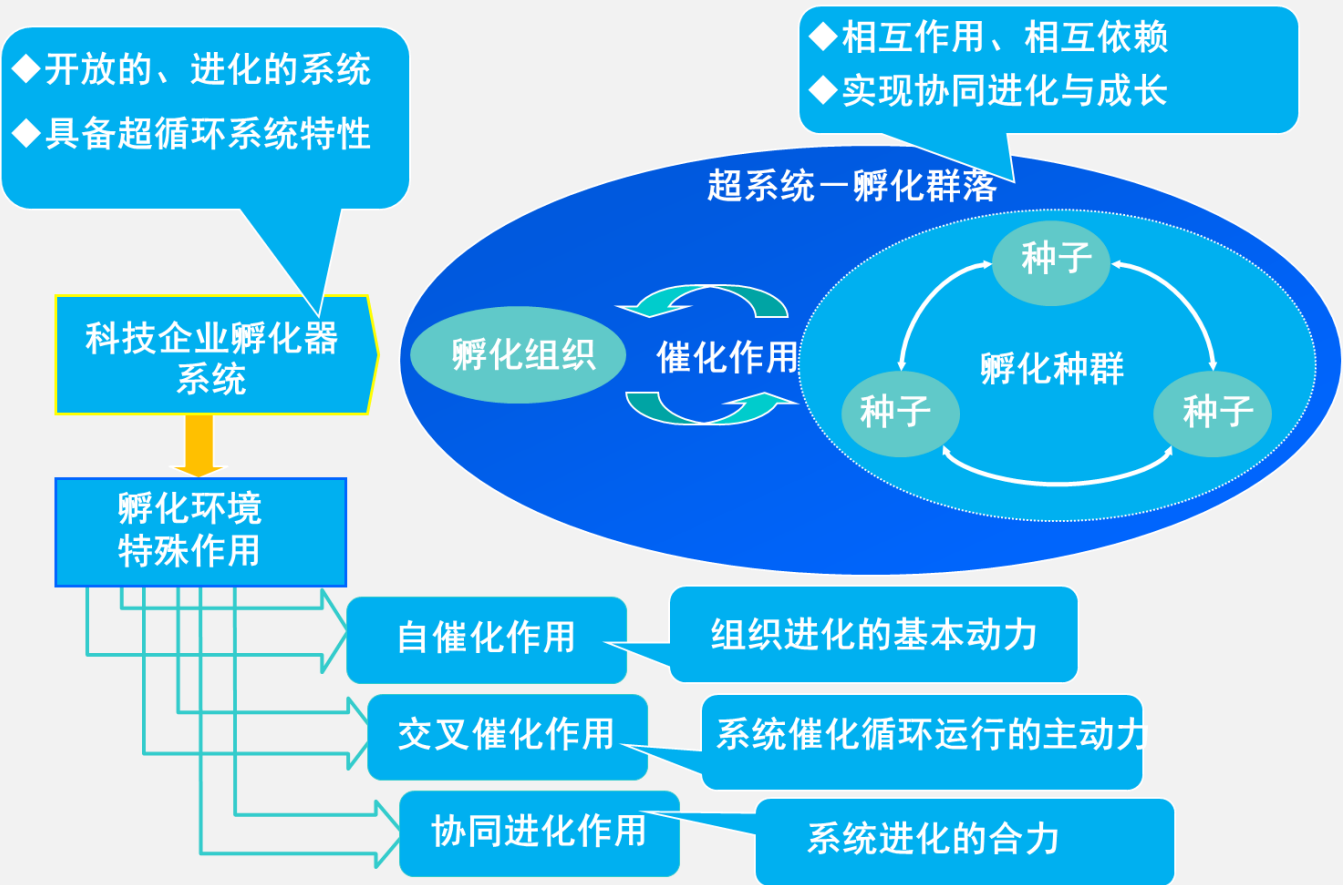 ◆开放的、进化的系统
◆具备超循环系统特性
◆相互作用、相互依赖
◆实现协同进化与成长
超系统－孵化群落
种子
孵化组织
催化作用
孵化种群
种子
种子
科技企业孵化器
系统
孵化环境
特殊作用
自催化作用
组织进化的基本动力
交叉催化作用
系统催化循环运行的主动力
协同进化作用
系统进化的合力